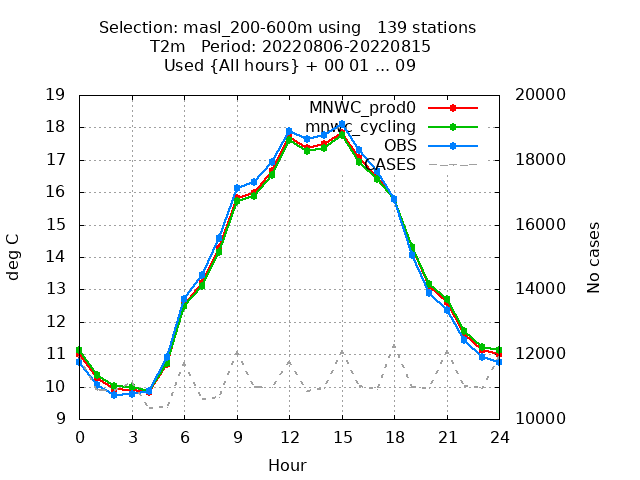 Selection: masl_200-600m using   139 stations
T2m   Period: 20220806-20220815
Used {All hours} + 00 01 ... 09
19
18
17
16
15
14
13
12
11
10
9
20000
18000
16000
14000
12000
10000
MNWC_prod0
mnwc_cycling
OBS
CASES
deg C
No cases
0 3 6 9 12 15 18 21 24
Hour